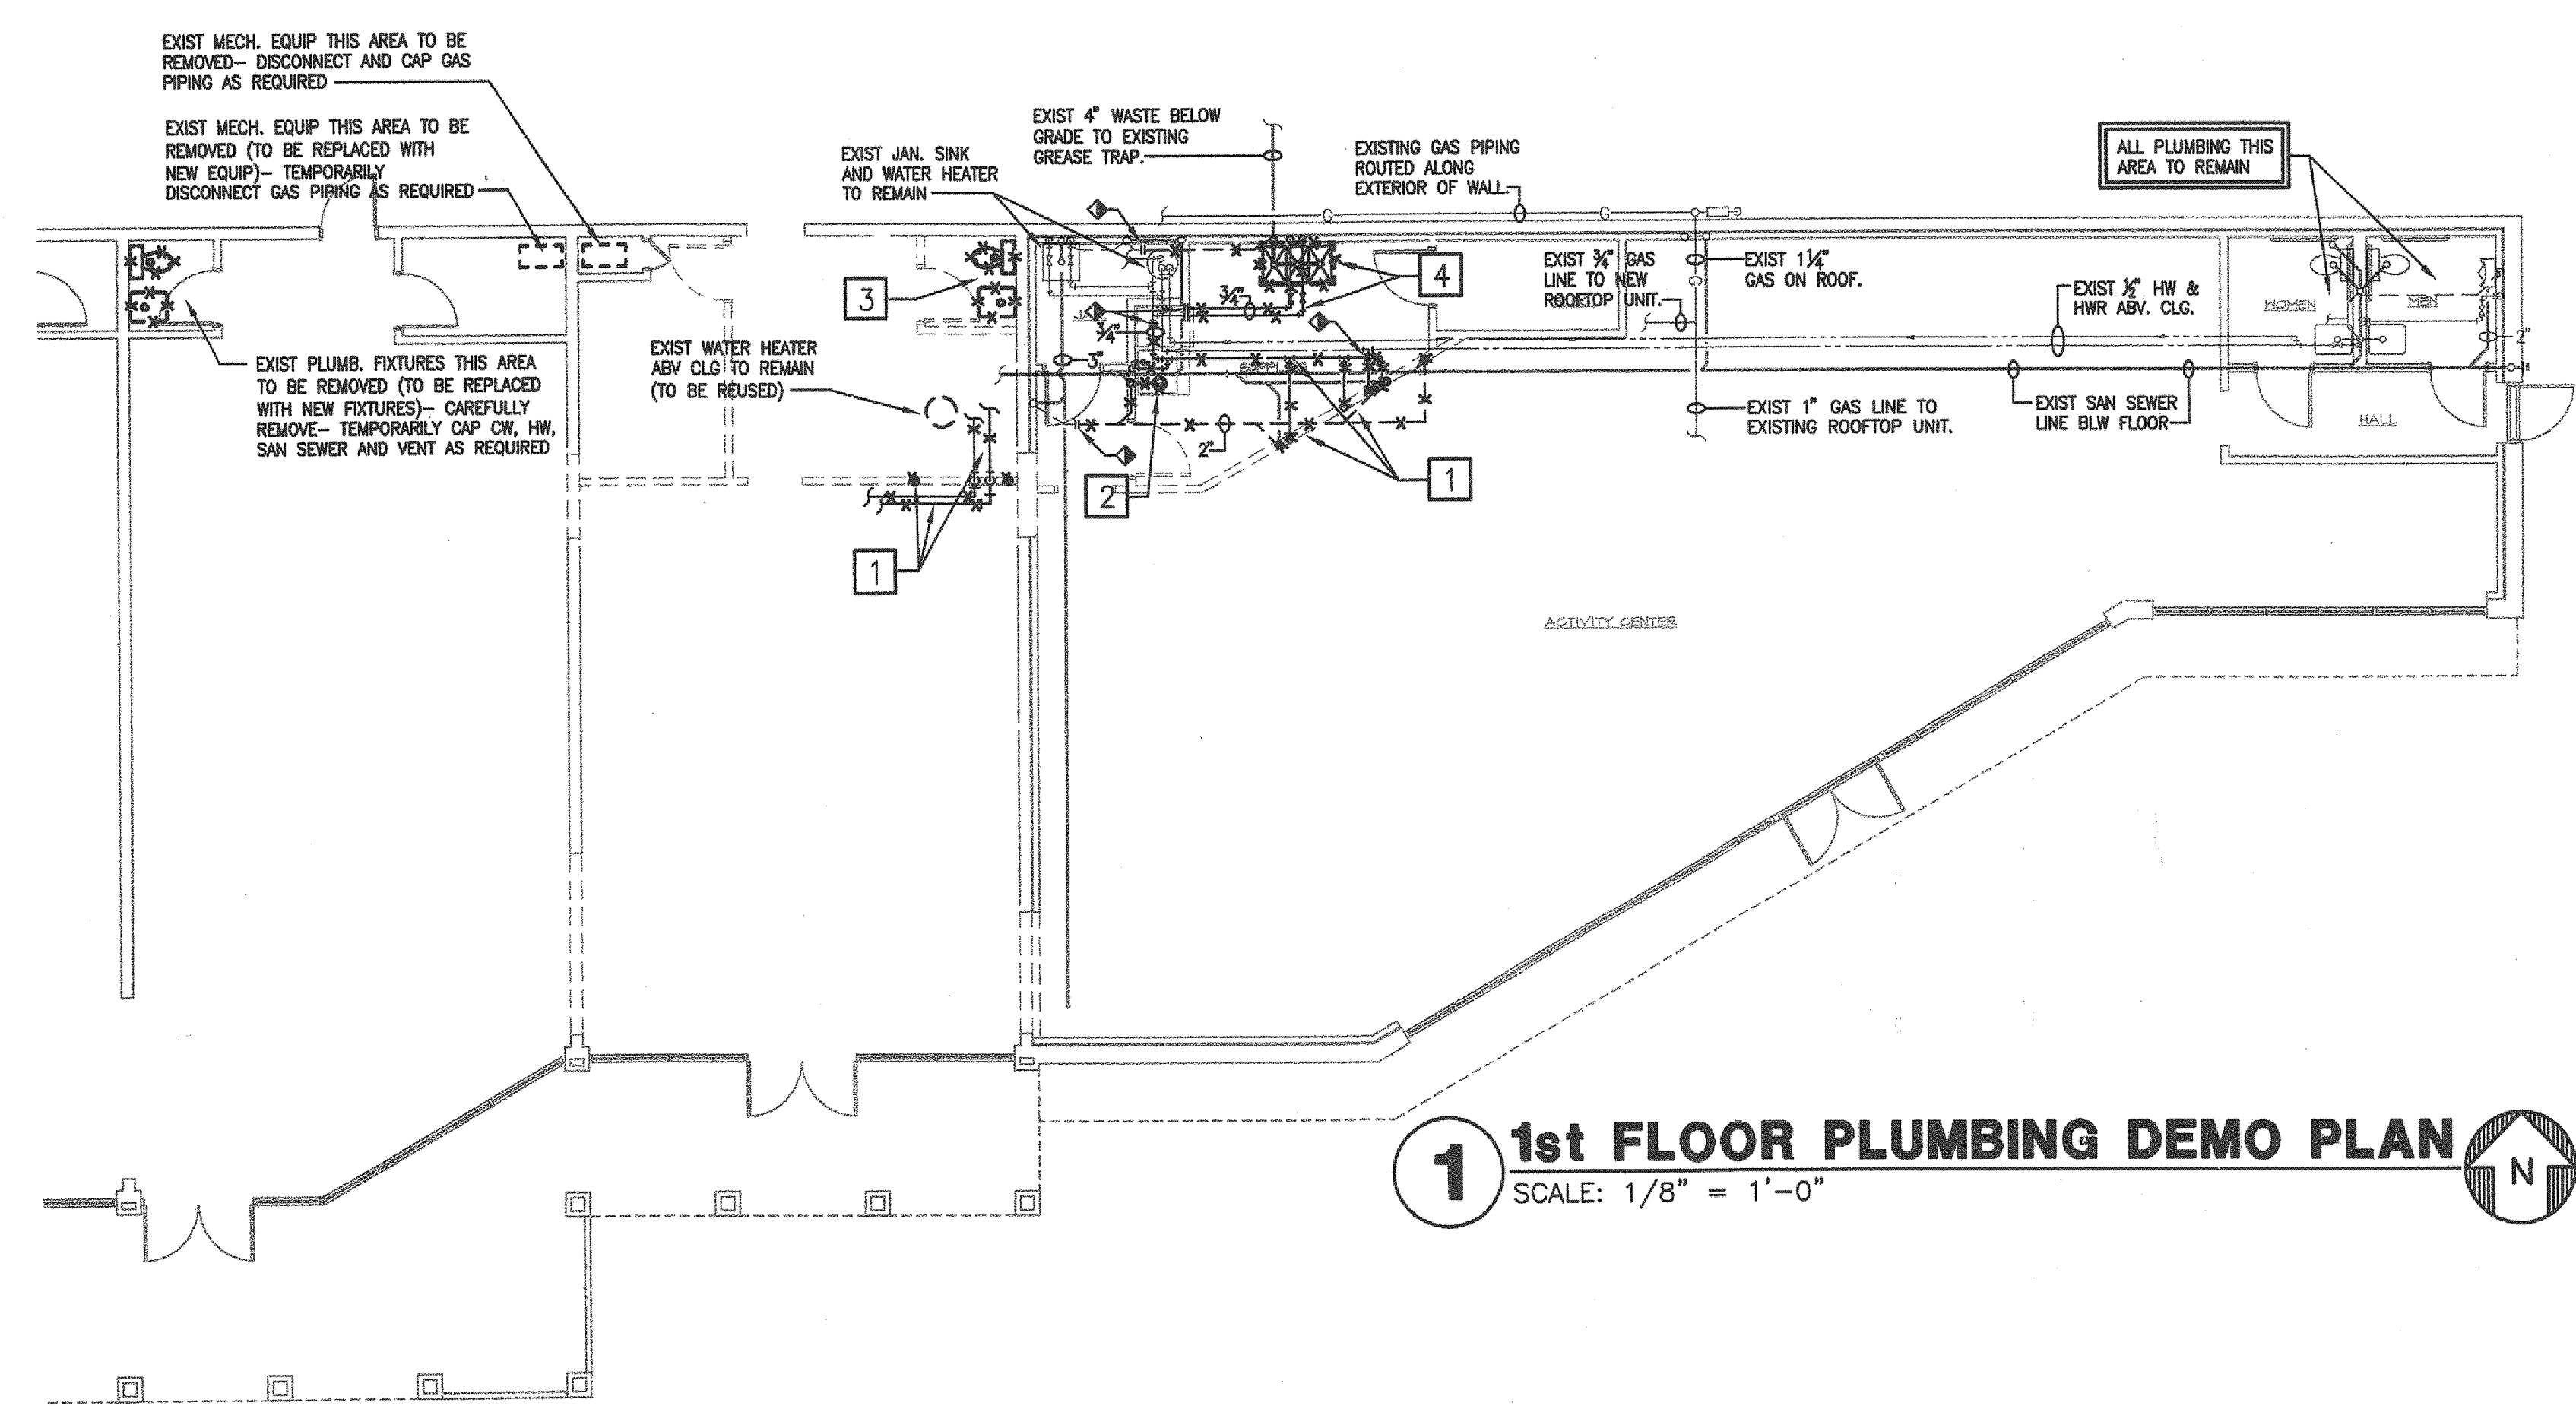 EXIST MECH. EQUIP THIS AREA TO BE
REMOVED– DISCONNECT AND CAP GAS
PIPING AS REQUIRED
EXIST MECH. EQUIP THIS AREA TO BE
REMOVED (TO BE REPLACED WITH
NEW EQUIP)– TEMPORARILY
DISCONNECT GAS PIPING AS REQUIRED
EXIST PLUMB. FIXTURES THIS AREA
TO BE REMOVED (TO BE REPLACED
WITH NEW FIXTURES)– CAREFULLY
REMOVE– TEMPORARILY CAP CW, HW,
SAN SEWER AND VENT AS REQUIRED
EXIST JAN. SINK
AND WATER HEATER
TO REMAIN
EXIST 4" WASTE BELOW
GRADE TO EXISTING
GREASE TRAP.
EXISTING GAS PIPING
ROUTED ALONG
EXTERIOR OF WALL.
ALL PLUMBING THIS
AREA TO REMAIN
G
G
3
4
EXIST ¾" GAS
LINE TO NEW
ROOFTOP UNIT.
EXIST 1¼"
GAS ON ROOF.
G
EXIST ½" HW &
HWR ABV. CLG.
WOMEN
MEN
2"
¾"
¾"
3"
EXIST WATER HEATER
ABV CLG TO REMAIN
(TO BE REUSED)
2"
EXIST 1" GAS LINE TO
EXISTING ROOFTOP UNIT.
EXIST SAN SEWER
LINE BLW FLOOR
HALL
1
2
1
ACTIVITY CENTER
1
1st FLOOR PLUMBING DEMO PLAN
SCALE: 1/8" = 1'–0"
N